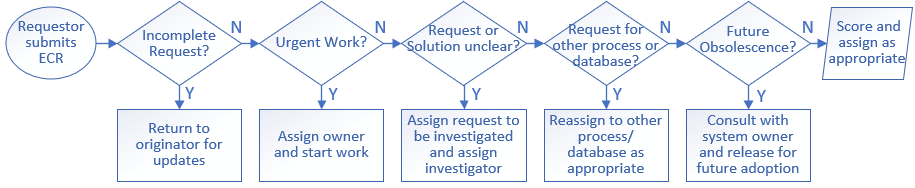 Requestor
submits
ECR
Incomplete
Request?
N
Urgent Work?
N
Request or
Solution unclear?
N
Request for
other process or
database?
N
Future
Obsolescence?
N
Score and
assign as
appropriate
Y
Y
Y
Y
Y
Return to
originator for
updates
Assign owner
and start work
Assign request to
be investigated
and assign
investigator
Reassign to other
process/
database as
appropriate
Consult with
system owner
and release for
future adoption